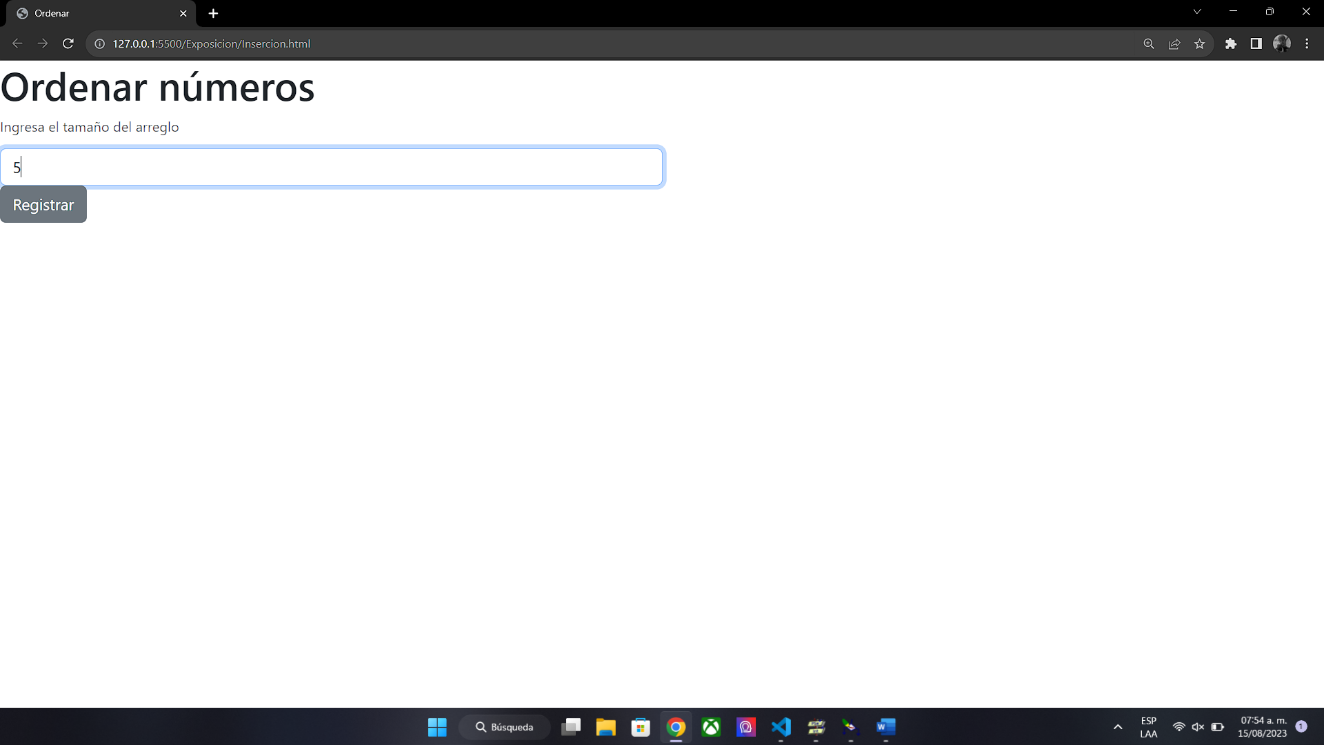 Ordenar
127.0.0.1:5500/Exposicion/Insercion.html
Ordenar números
Ingresa el tamaño del arreglo
5
Registrar
Búsqueda
ESP
LAA
07:54 a. m.
15/08/2023
1